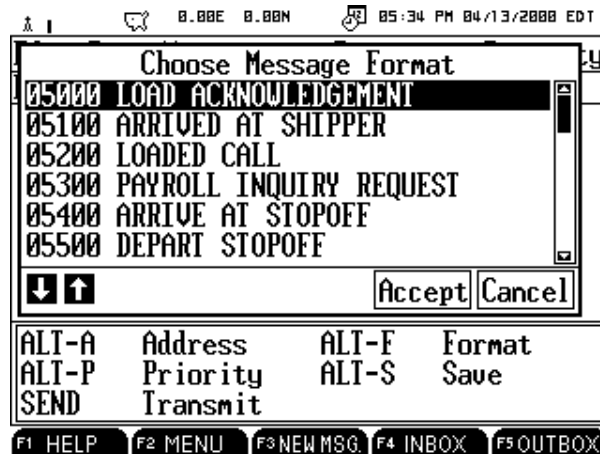 0.00E 0.00N 05:34 PM 04/13/2000 EDT
Choose Message Format
05000 LOAD ACKNOWLEDGEMENT
05100 ARRIVED AT SHIPPER
05200 LOADED CALL
05300 PAYROLL INQUIRY REQUEST
05400 ARRIVE AT STOPOFF
05500 DEPART STOPOFF
Accept Cancel
ALT-A Address ALT-F Format
ALT-P Priority ALT-S Save
SEND Transmit
F1 HELP F2 MENU F3 NEW MSG. F4 INBOX F5 OUTBOX